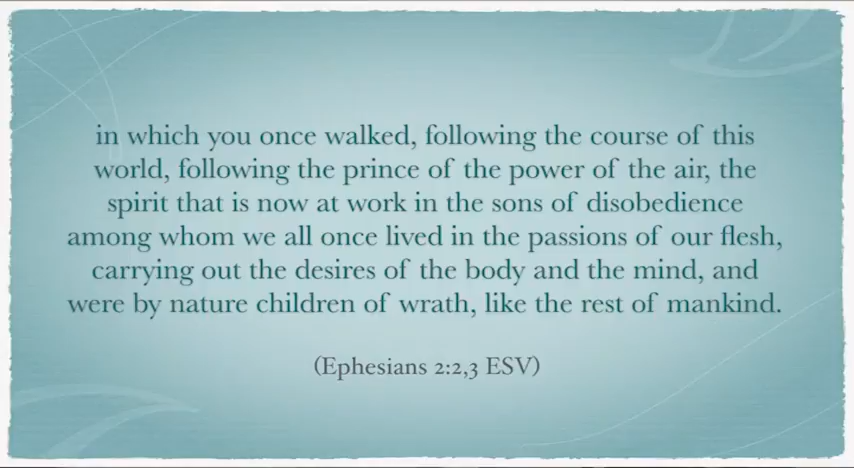 in which you once walked, following the course of this
world, following the prince of the power of the air, the
spirit that is now at work in the sons of disobedience
among whom we all once lived in the passions of our flesh,
carrying out the desires of the body and the mind, and
were by nature children of wrath, like the rest of mankind.
(Ephesians 2:2,3 ESV)